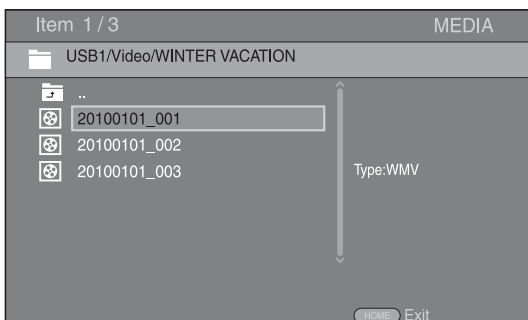 Item 1/3 MEDIA
USB1/Video/WINTER VACATION
..
20100101_001
20100101_002
20100101_003
Type:WMV
HOME Exit